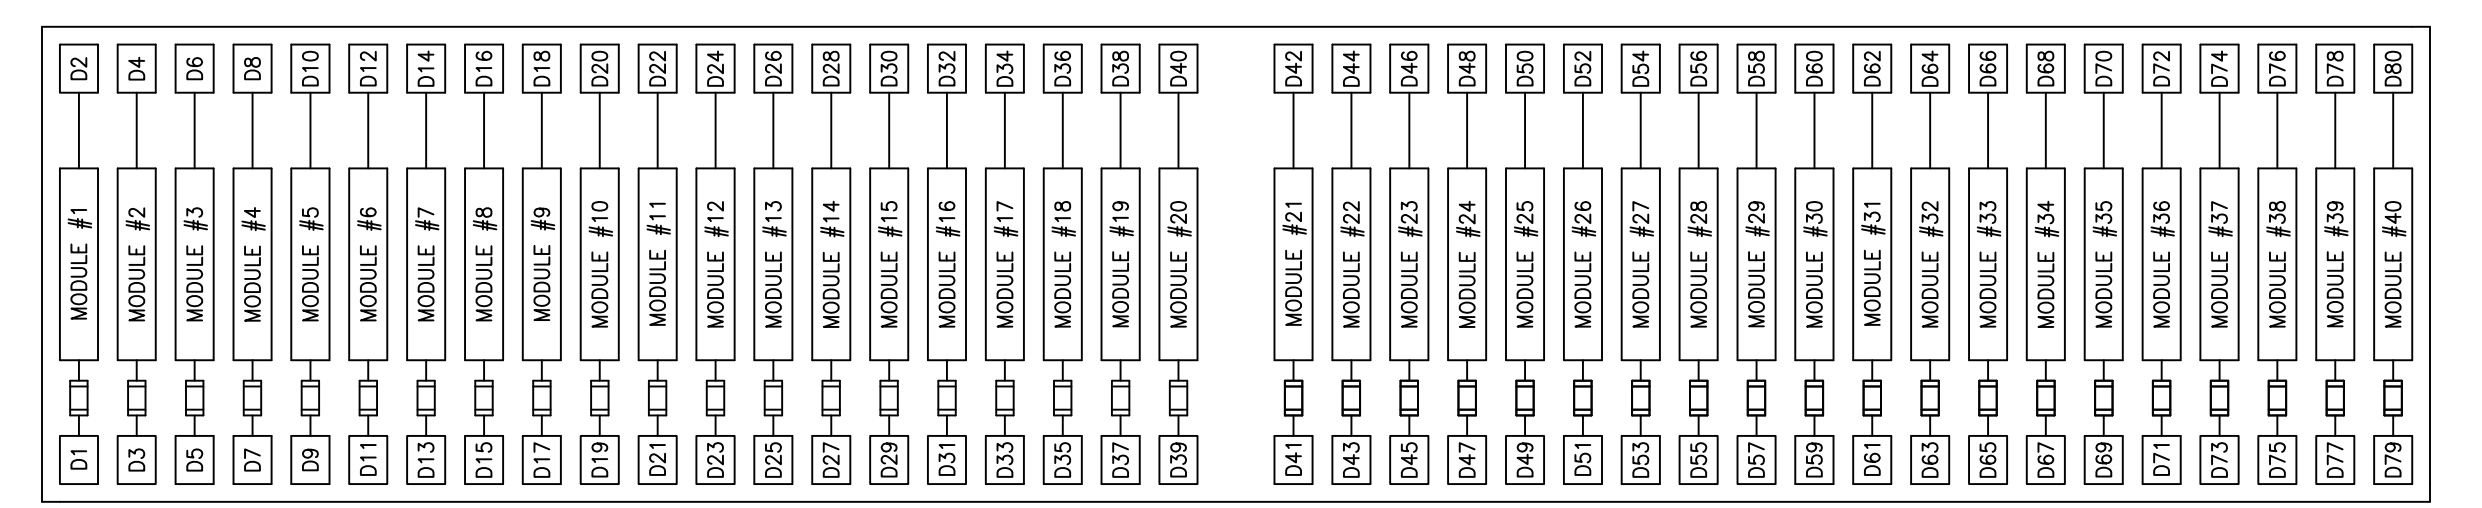 D2 D4 D6 D8 D10 D12 D14 D16 D18 D20 D22 D24 D26 D28 D30 D32 D34 D36 D38 D40 D42 D44 D46 D48 D50 D52 D54 D56 D58 D60 D62 D64 D66 D68 D70 D72 D74 D76 D78 D80
MODULE #1
MODULE #2
MODULE #3
MODULE #4
MODULE #5
MODULE #6
MODULE #7
MODULE #8
MODULE #9
MODULE #10
MODULE #11
MODULE #12
MODULE #13
MODULE #14
MODULE #15
MODULE #16
MODULE #17
MODULE #18
MODULE #19
MODULE #20
MODULE #21
MODULE #22
MODULE #23
MODULE #24
MODULE #25
MODULE #26
MODULE #27
MODULE #28
MODULE #29
MODULE #30
MODULE #31
MODULE #32
MODULE #33
MODULE #34
MODULE #35
MODULE #36
MODULE #37
MODULE #38
MODULE #39
MODULE #40
D1 D3 D5 D7 D9 D11 D13 D15 D17 D19 D21 D23 D25 D27 D29 D31 D33 D35 D37 D39 D41 D43 D45 D47 D49 D51 D53 D55 D57 D59 D61 D63 D65 D67 D69 D71 D73 D75 D77 D79